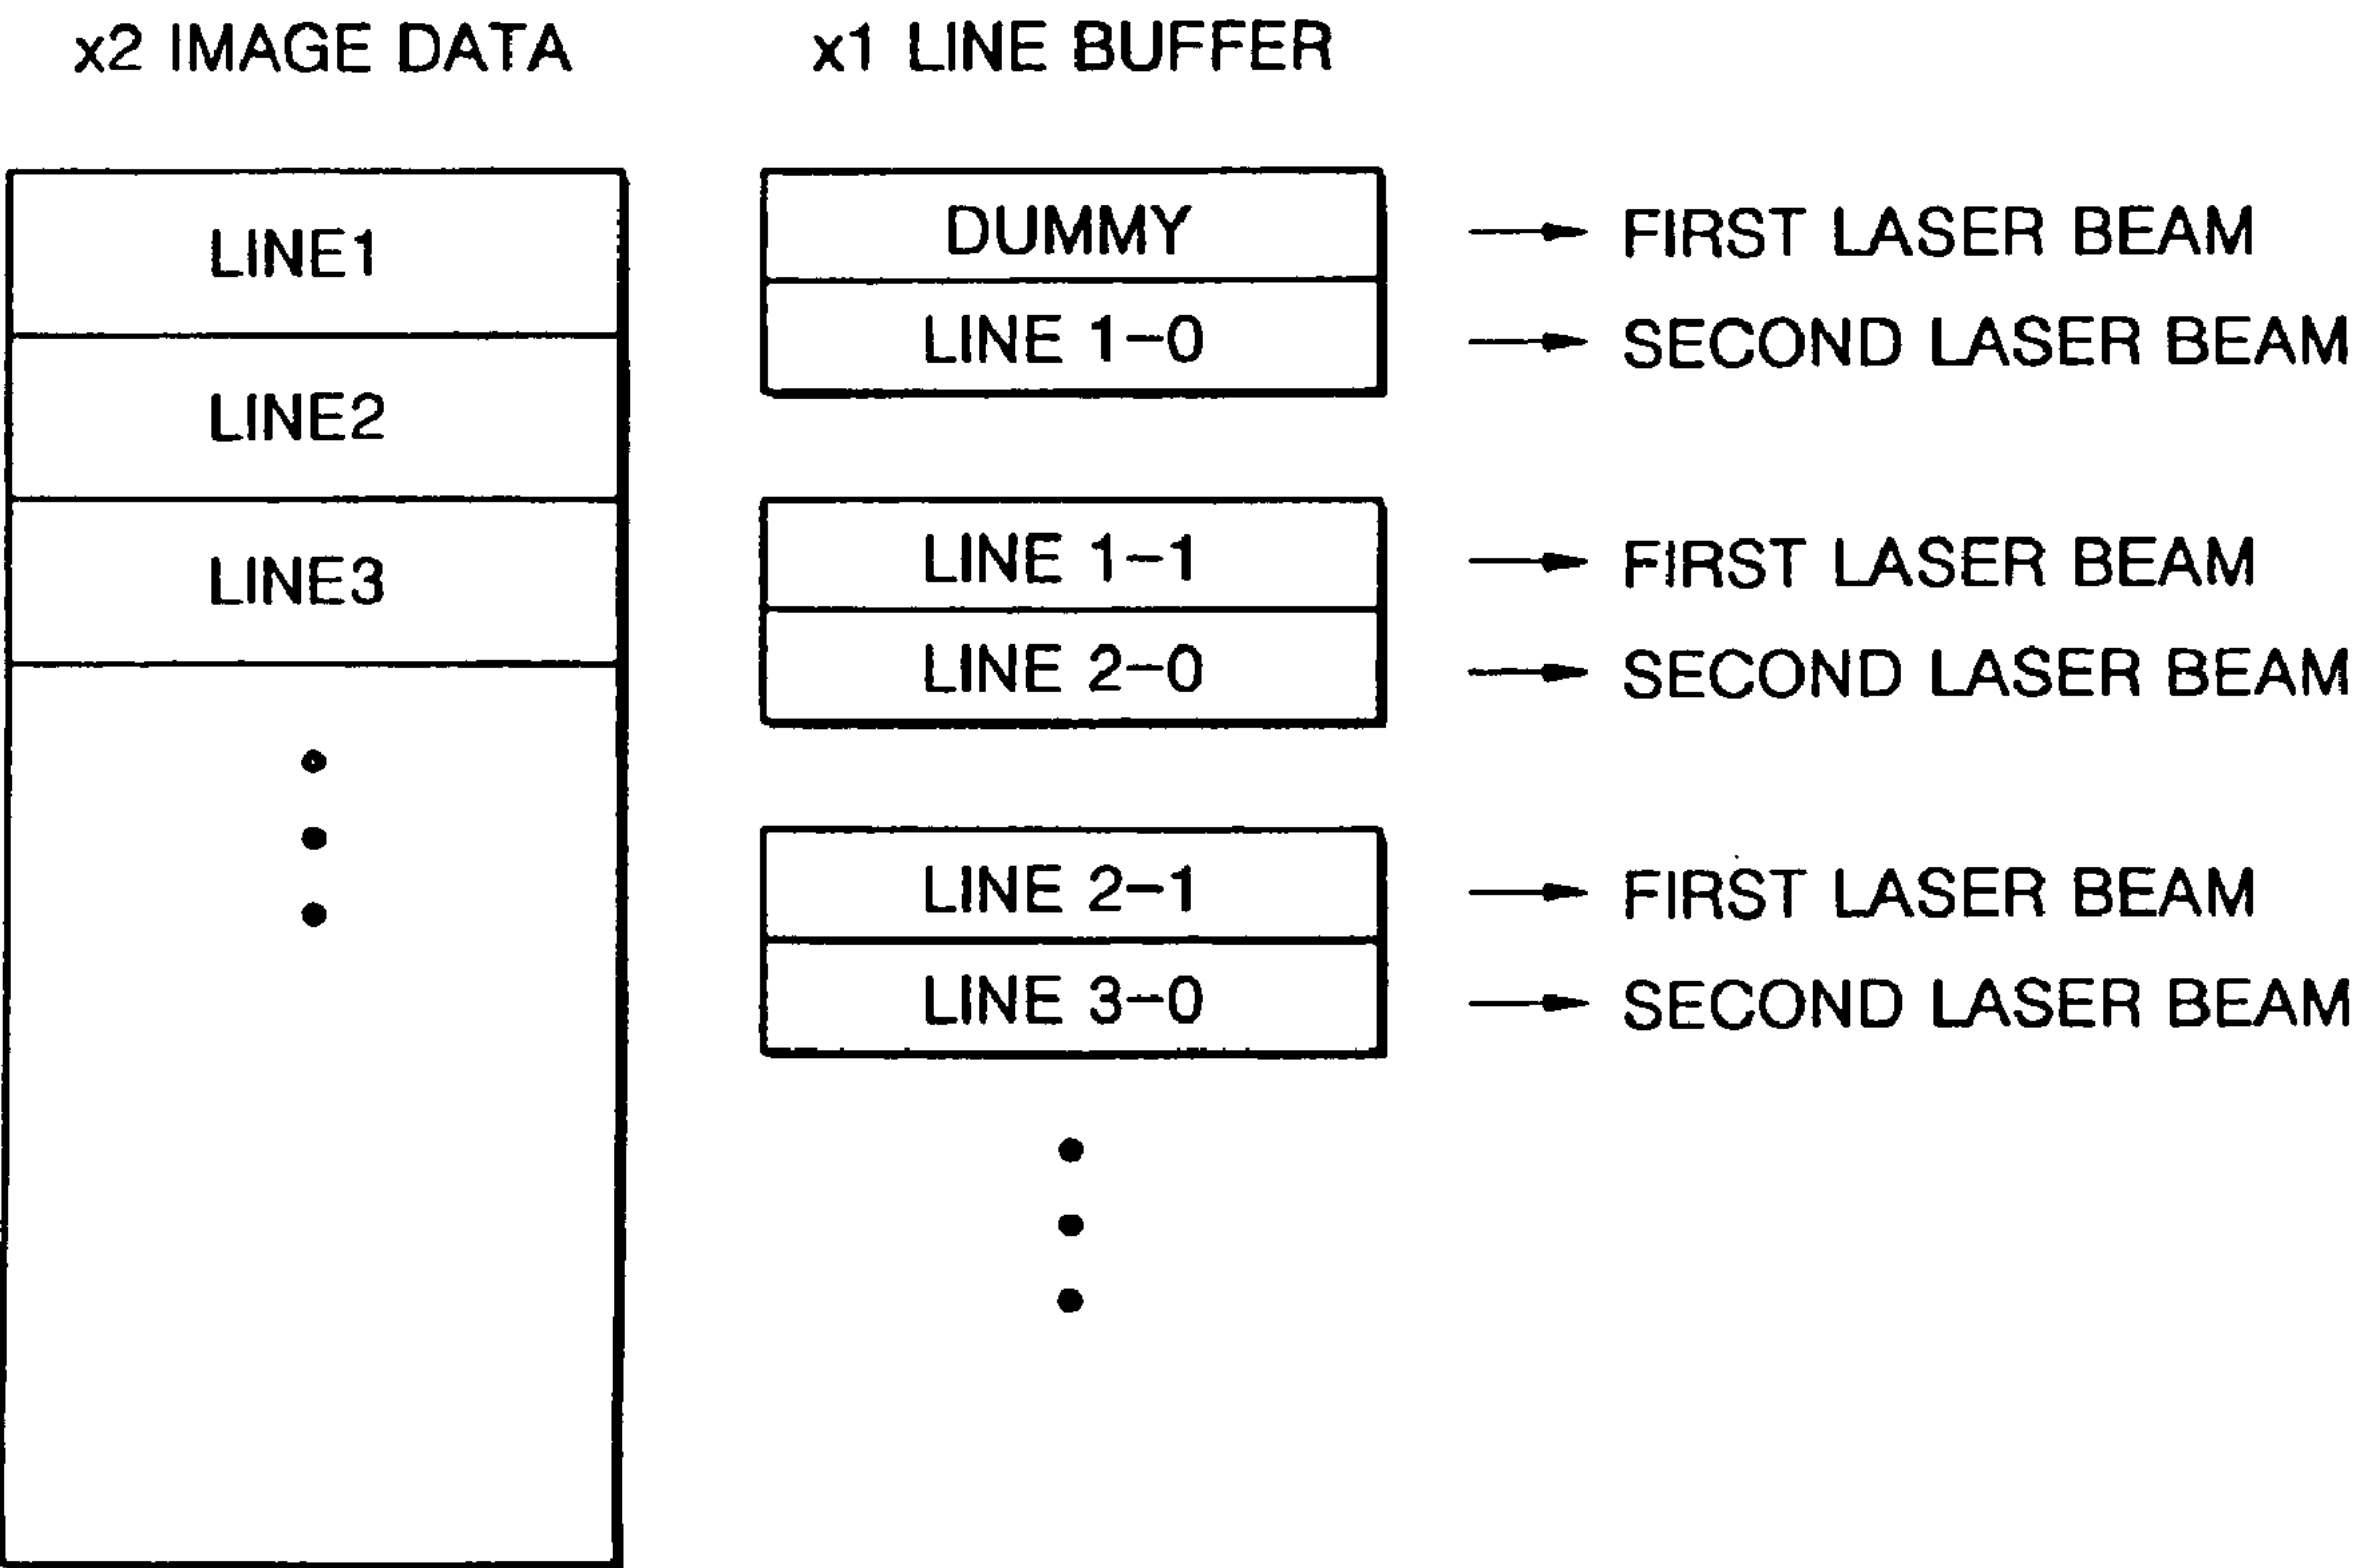 x2 IMAGE DATA
x1 LINE BUFFER
LINE1
LINE2
LINE3
DUMMY
LINE 1-0
LINE 1-1
LINE 2-0
LINE 2-1
LINE 3-0
FIRST LASER BEAM
SECOND LASER BEAM
FIRST LASER BEAM
SECOND LASER BEAM
FIRST LASER BEAM
SECOND LASER BEAM